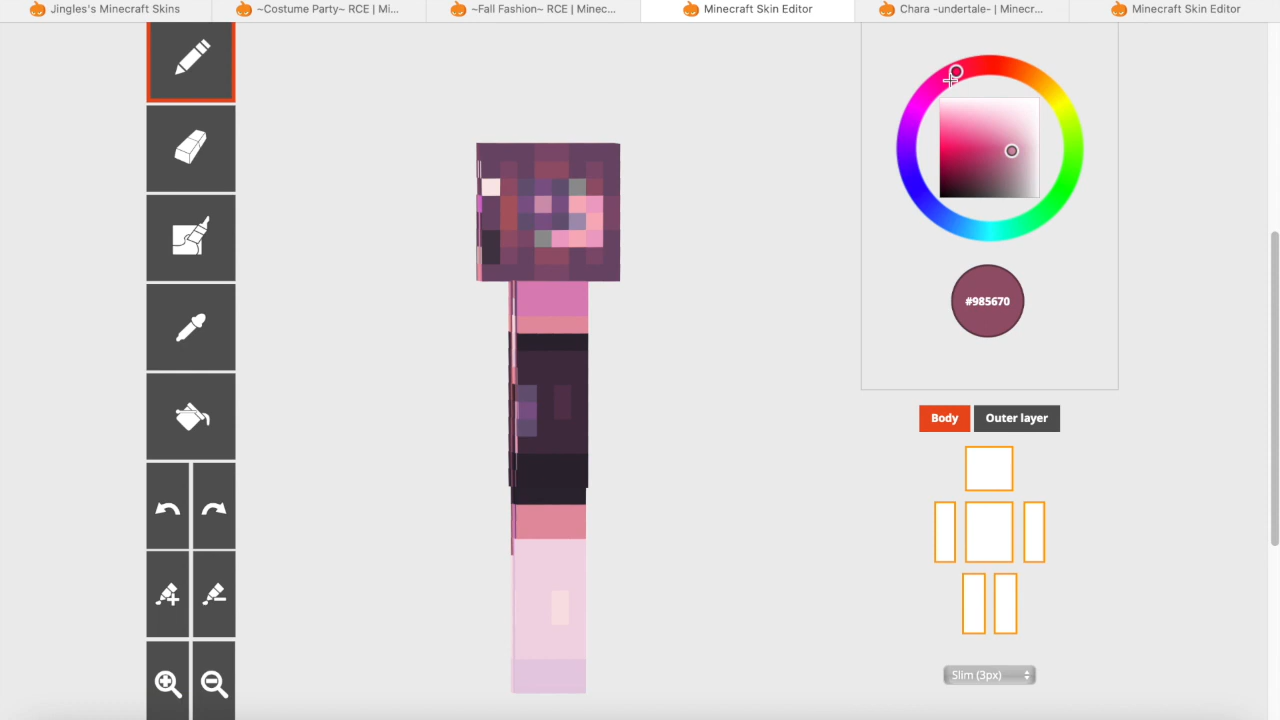 Jingles's Minecraft Skins
~Costume Party~ RCE | Mi...
~Fall Fashion~ RCE | Minec...
Minecraft Skin Editor
Chara -undertale- | Minecr...
Minecraft Skin Editor
#985670
Body
Outer layer
Slim (3px)